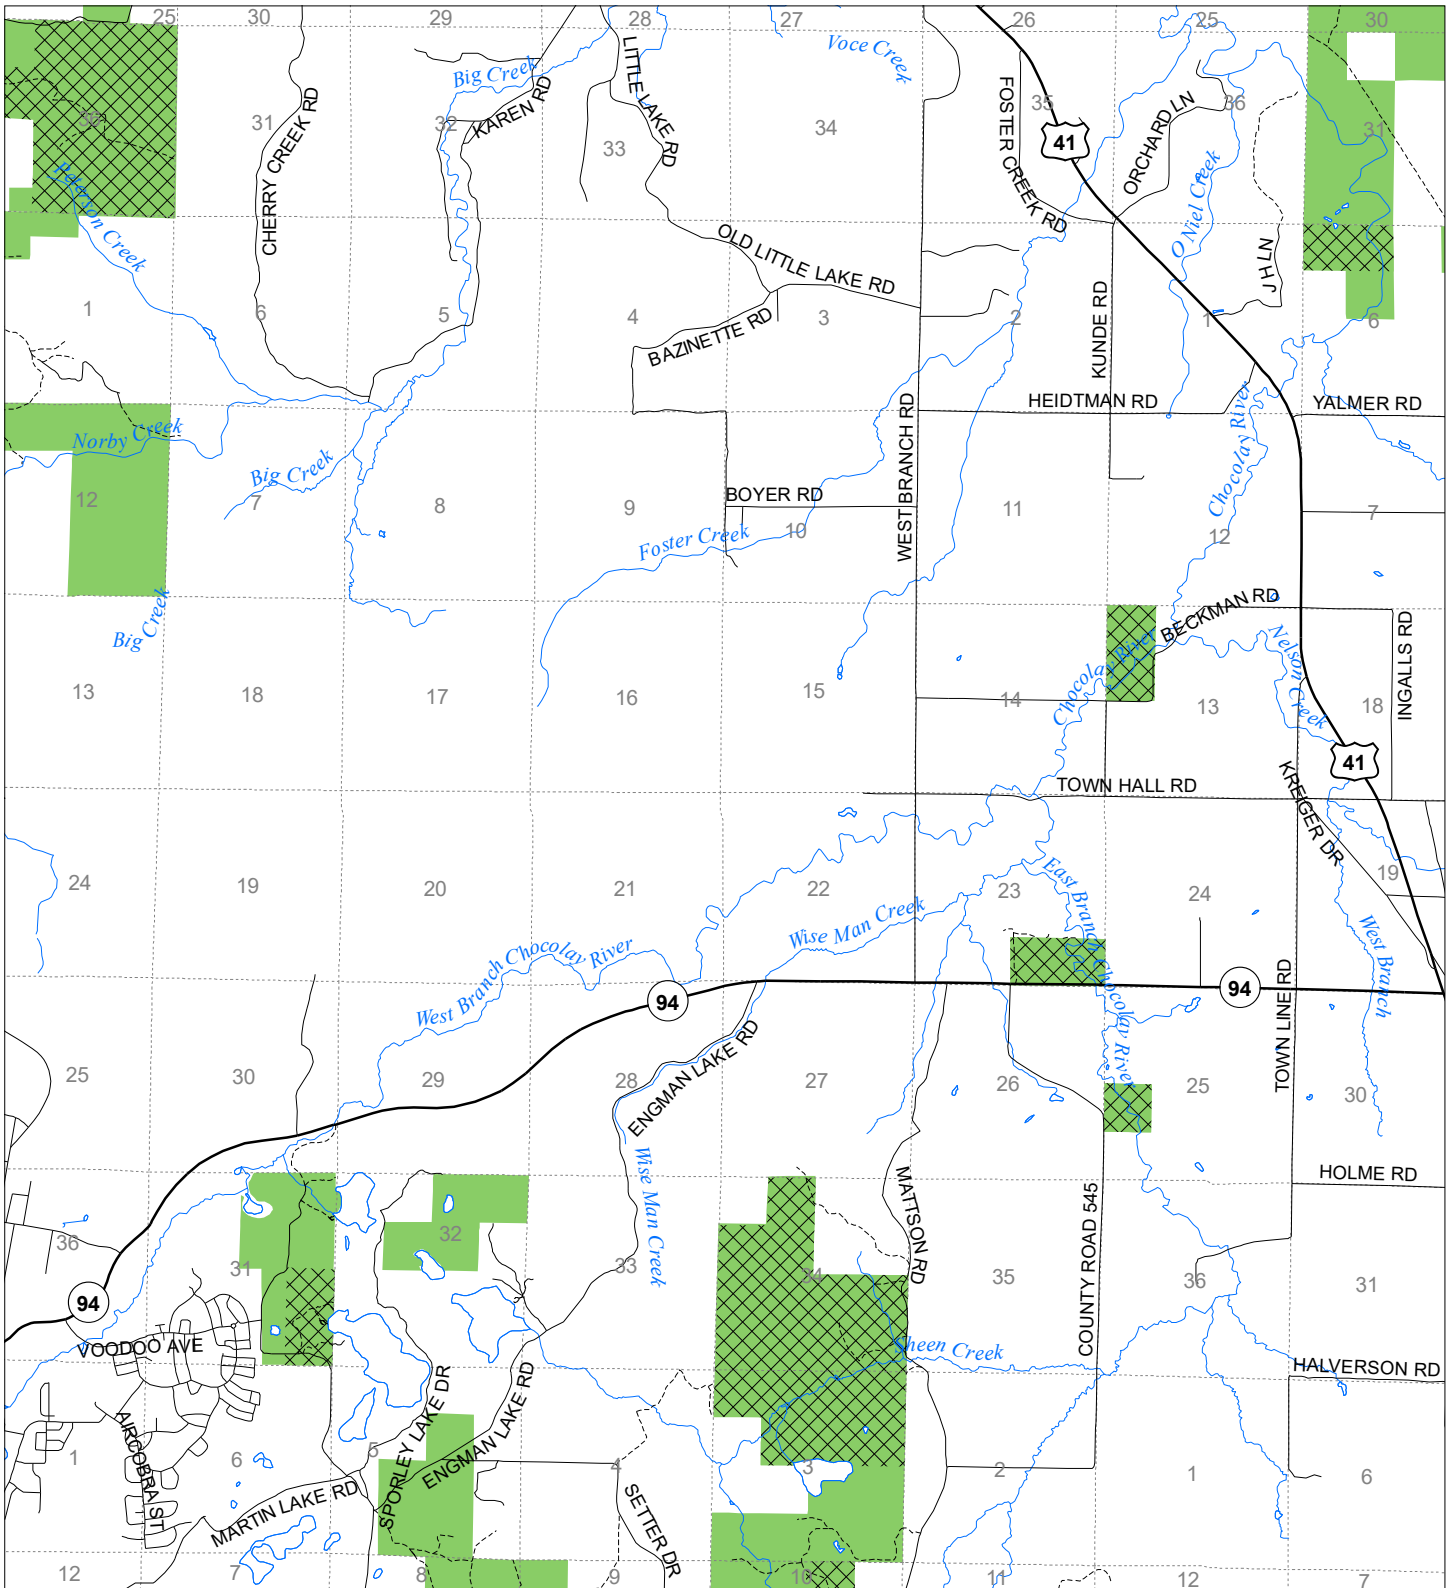 25 30 29 28 27 26 25 30
Voce Creek
Big Creek
LITTLE LAKE RD
KAREN RD
CHERRY CREEK RD
FOSTER CREEK RD
ORCHARD LN
O Niel Creek
J H LN
41
36 31 32 33 34 35 36 31
Peterson Creek
OLD LITTLE LAKE RD
BAZINETTE RD
KUNDE RD
1 6 5 4 3 2 1 6
HEIDTMAN RD
YALMER RD
WEST BRANCH RD
Chocolay River
Norby Creek
Big Creek
BOYER RD
Foster Creek
12 7 8 9 10 11 12 7
Big Creek
BECKMAN RD
Chocolay River
Nelson Creek
INGALLS RD
13 18 17 16 15 14 13 18
41
TOWN HALL RD
KREIGER DR
24 19 20 21 22 23 24 19
Wise Man Creek
East Branch Chocolay River
West Branch
West Branch Chocolay River
94
94
TOWN LINE RD
ENGMAN LAKE RD
25 30 29 28 27 26 25 30
Wise Man Creek
MATTSON RD
COUNTY ROAD 545
HOLME RD
36 31 32 33 34 35 36 31
94
VOODOO AVE
Sheen Creek
HALVERSON RD
AIRCOBRA ST
SPORLEY LAKE DR
ENGMAN LAKE RD
1 6 5 4 3 2 1 6
MARTIN LAKE RD
SETTER DR
12 7 8 9 10 11 12 7